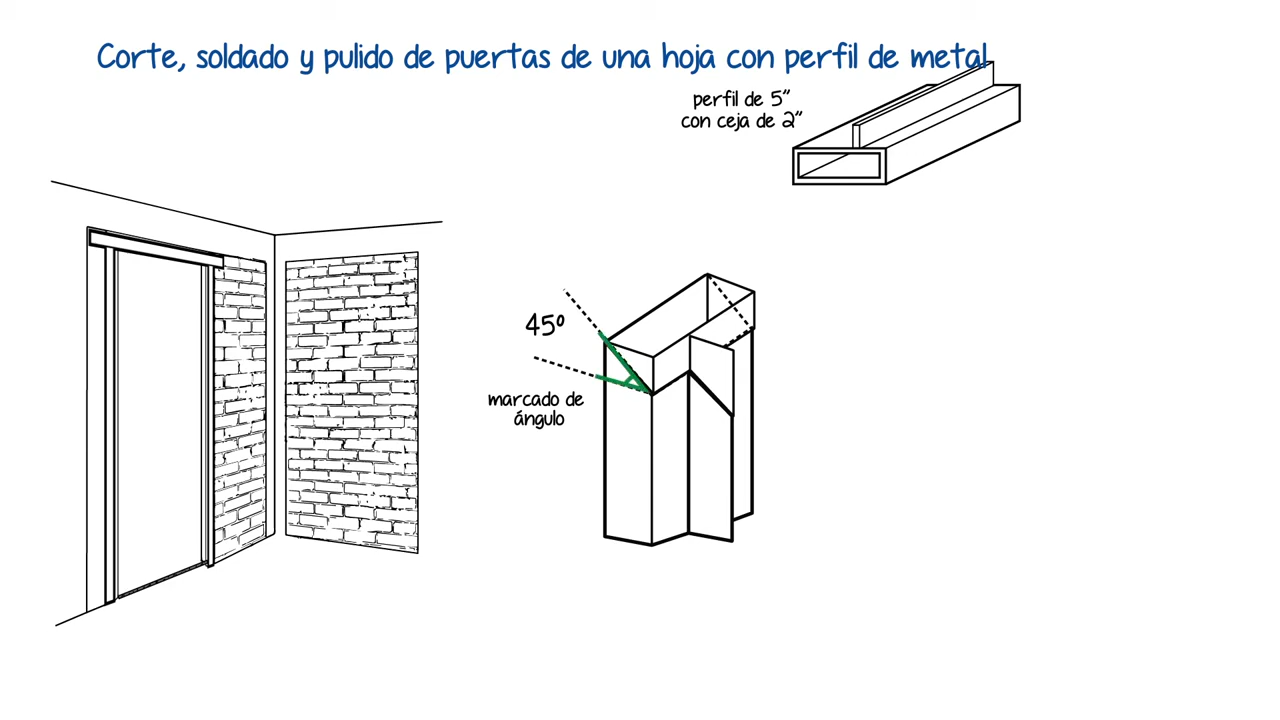 Corte, soldado y pulido de puertas de una hoja con perfil de metal
perfil de 5”
con ceja de 2”
45º
marcado de
ángulo